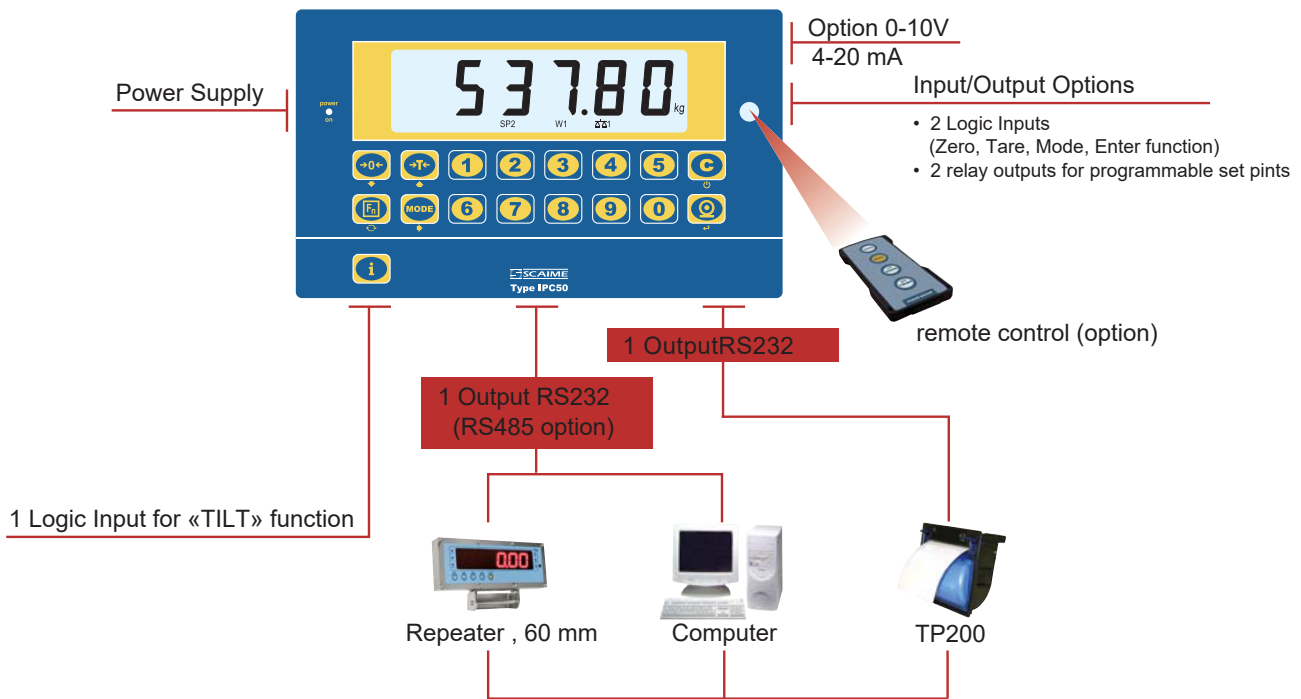 Option 0-10V
4-20 mA
Power Supply
Input/Output Options
• 2 Logic Inputs
(Zero, Tare, Mode, Enter function)
• 2 relay outputs for programmable set pints
power
on
537.80 kg
SP2 W1 1
→0← →T← 1 2 3 4 5 C
Fn MODE 6 7 8 9 0
i
SCAIME
Type IPC50
remote control (option)
1 OutputRS232
1 Output RS232
(RS485 option)
1 Logic Input for «TILT» function
0.00
Repeater , 60 mm
Computer
TP200